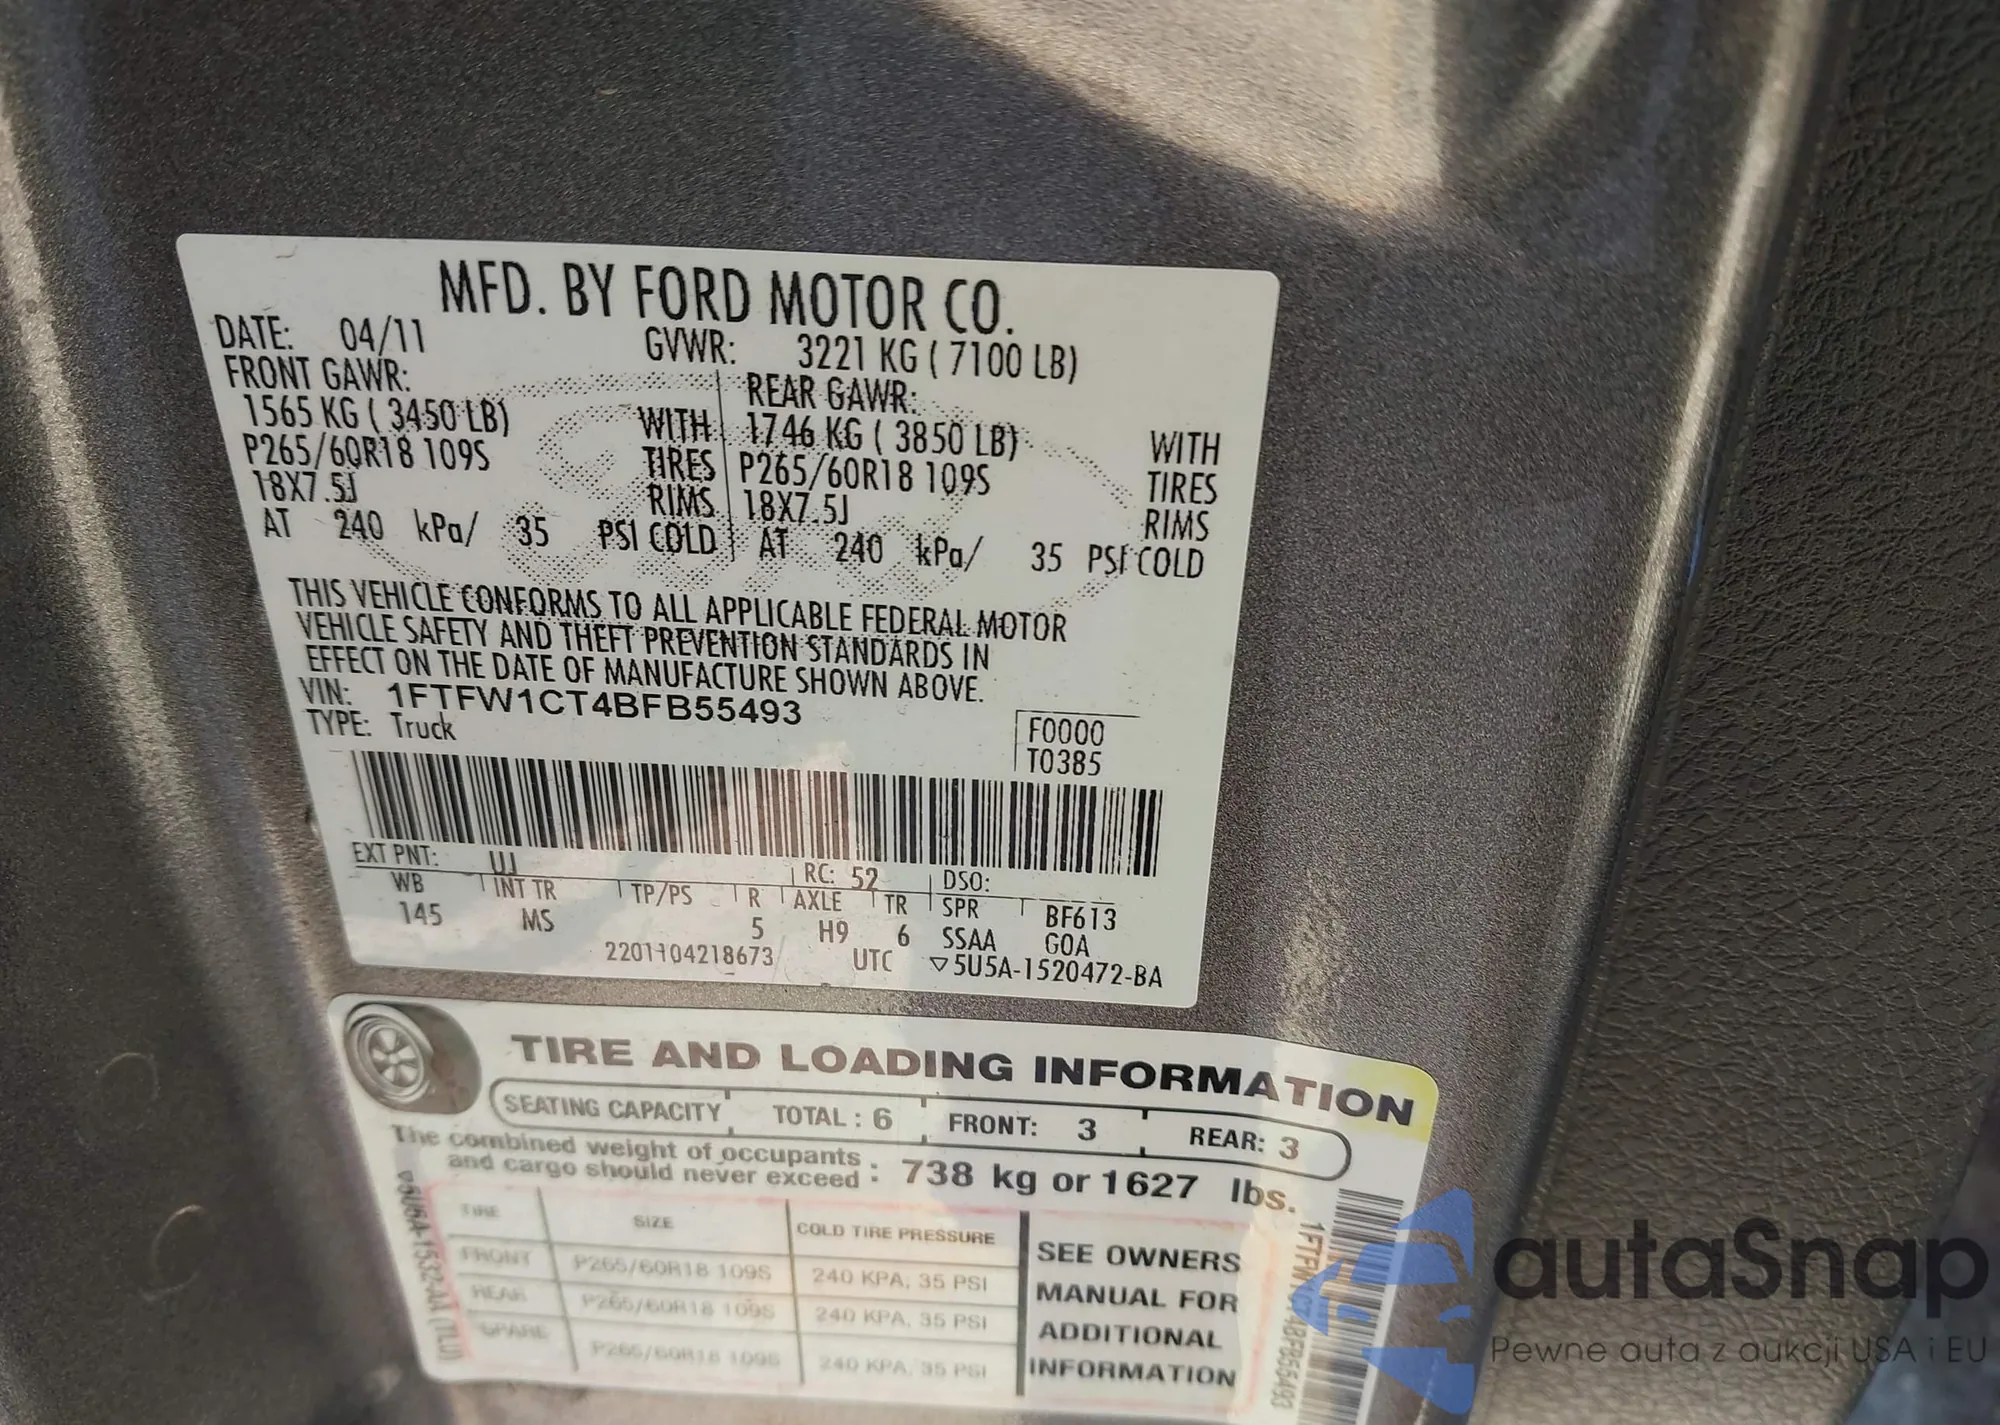 MFD. BY FORD MOTOR CO.
DATE: 04/11 GVWR: 3221 KG ( 7100 LB)
FRONT GAWR: REAR GAWR:
1565 KG ( 3450 LB) WITH 1746 KG ( 3850 LB) WITH
P265/60R18 109S TIRES P265/60R18 109S TIRES
18X7.5J RIMS 18X7.5J RIMS
AT 240 kPa/ 35 PSI COLD AT 240 kPa/ 35 PSI COLD
THIS VEHICLE CONFORMS TO ALL APPLICABLE FEDERAL MOTOR
VEHICLE SAFETY AND THEFT PREVENTION STANDARDS IN
EFFECT ON THE DATE OF MANUFACTURE SHOWN ABOVE.
VIN: 1FTFW1CT4BFB55493
TYPE: Truck
F0000
T0385
EXT PNT: UJ RC: 52 DSO:
WB INT TR TP/PS R AXLE TR SPR BF613
145 MS 5 H9 6 SSAA GOA
2201104218673 UTC ▽5U5A-1520472-BA
TIRE AND LOADING INFORMATION
SEATING CAPACITY TOTAL : 6 FRONT: 3 REAR: 3
The combined weight of occupants
and cargo should never exceed : 738 kg or 1627 lbs.
TIRE SIZE COLD TIRE PRESSURE
FRONT P265/60R18 109S 240 KPA, 35 PSI
REAR P265/60R18 109S 240 KPA, 35 PSI
SPARE P265/60R18 109S 240 KPA, 35 PSI
SEE OWNERS
MANUAL FOR
ADDITIONAL
INFORMATION
autaSnap
Pewne auta z aukcji USA i EU